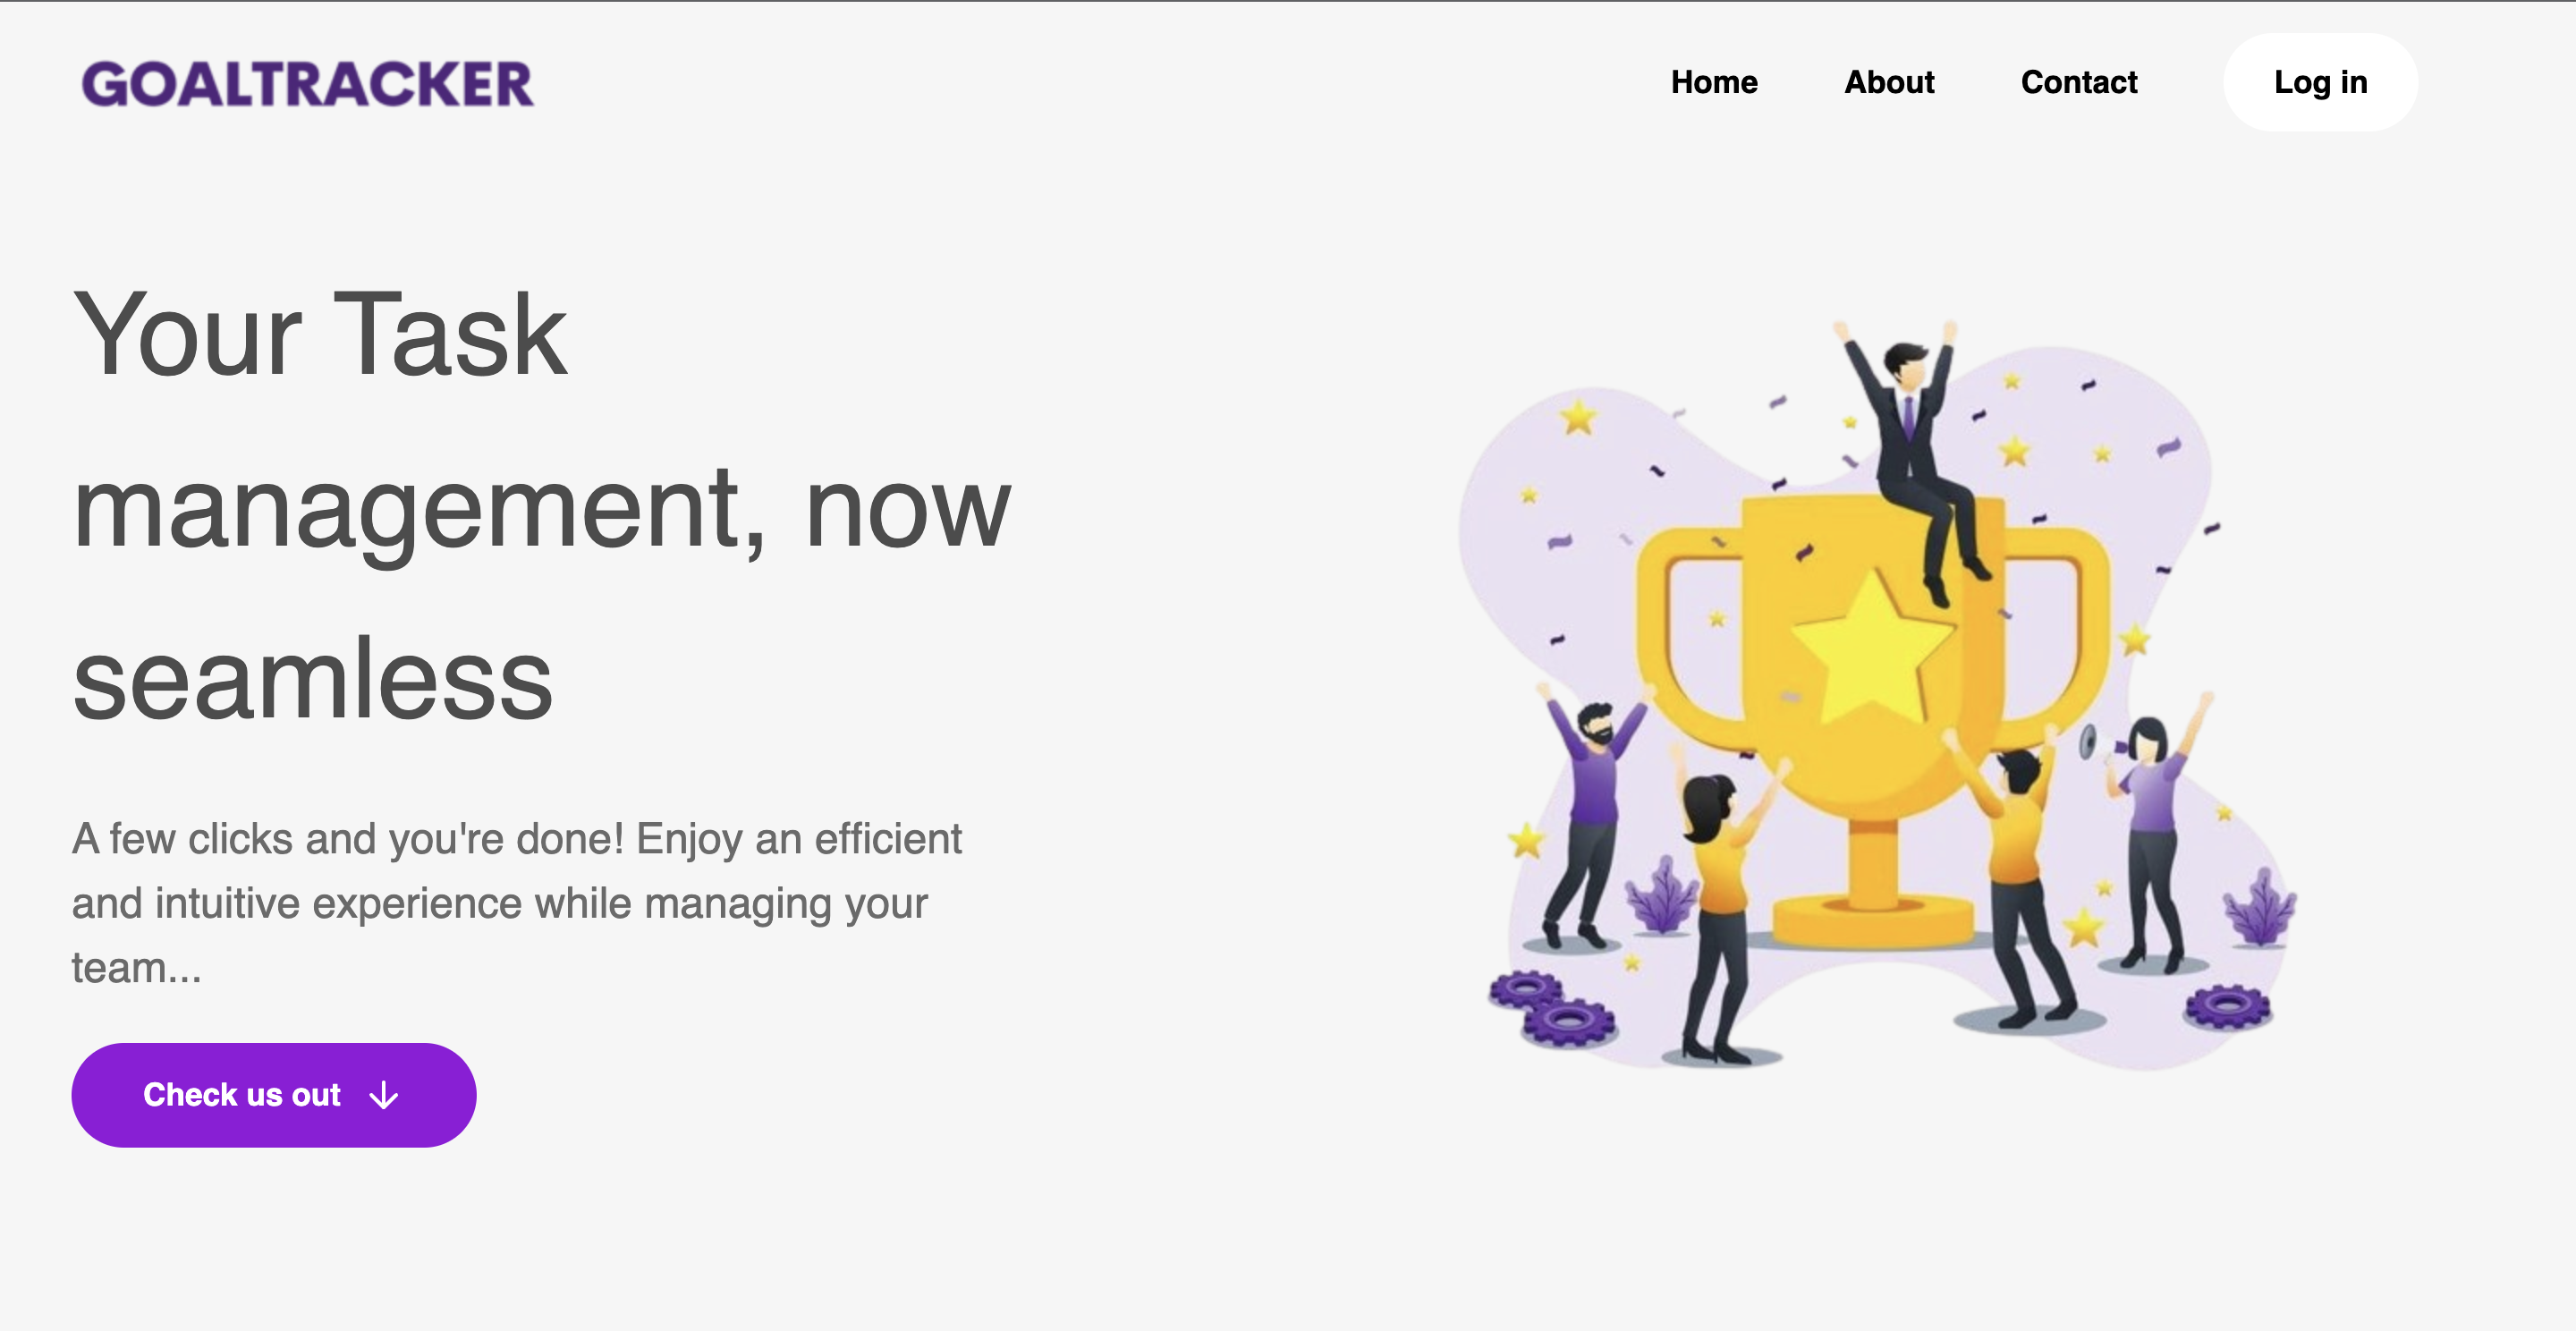 GOALTRACKER
Home About Contact Log in
Your Task
management, now
seamless
A few clicks and you're done! Enjoy an efficient
and intuitive experience while managing your
team...
Check us out ↓